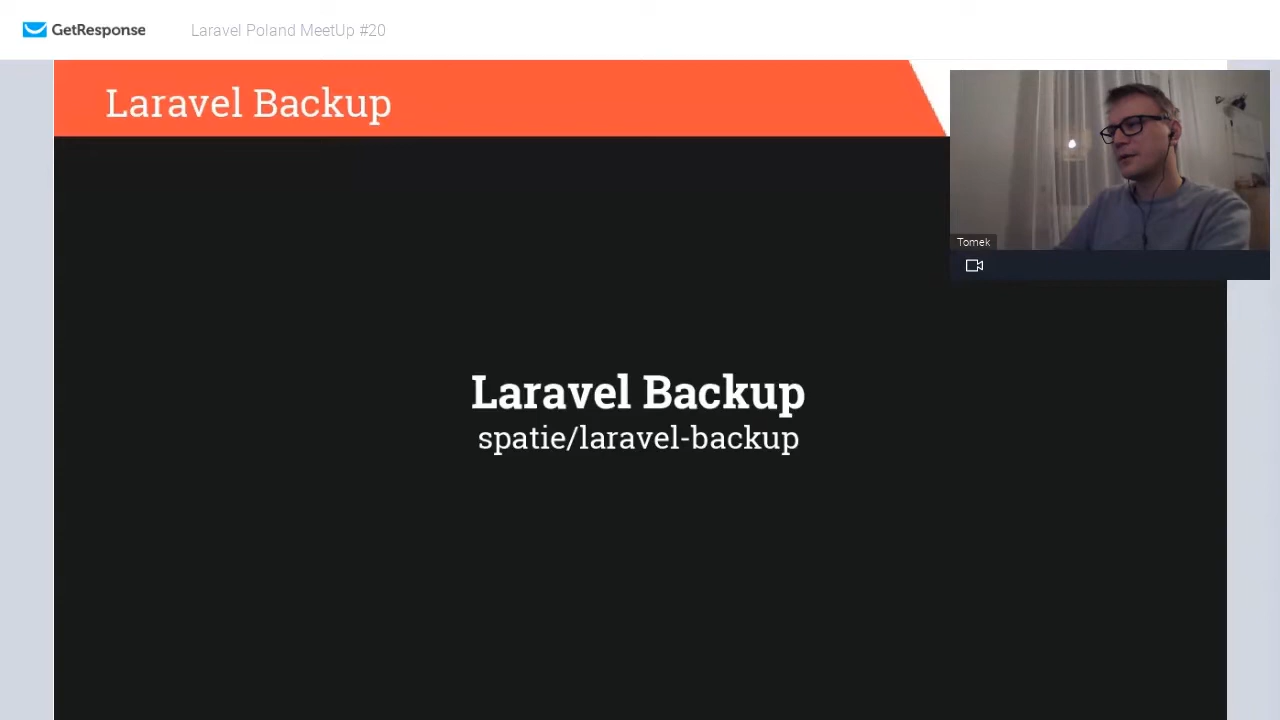 GetResponse
Laravel Poland MeetUp #20
Laravel Backup
Tomek
Laravel Backup
spatie/laravel-backup